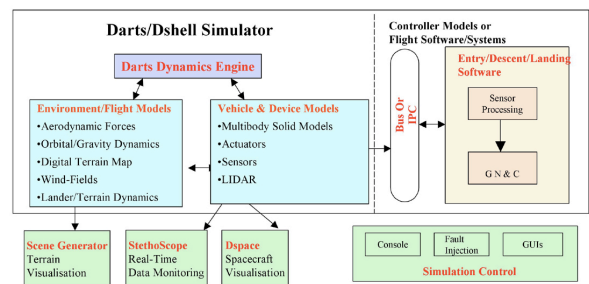 Darts/Dshell Simulator
Controller Models or
Flight Software/Systems
Darts Dynamics Engine
Environment/Flight Models
•Aerodynamic Forces
•Orbital/Gravity Dynamics
•Digital Terrain Map
•Wind-Fields
•Lander/Terrain Dynamics
Vehicle & Device Models
•Multibody Solid Models
•Actuators
•Sensors
•LIDAR
Bus Or
IPC
Entry/Descent/Landing
Software
Sensor
Processing
G N & C
Scene Generator
Terrain
Visualisation
StethoScope
Real-Time
Data Monitoring
Dspace
Spacecraft
Visualisation
Console
Fault
Injection
GUIs
Simulation Control